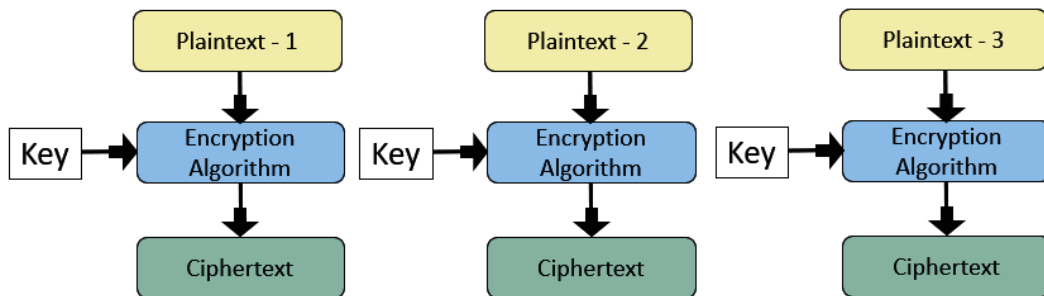 Plaintext - 1
Plaintext - 2
Plaintext - 3
Key
Encryption
Algorithm
Key
Encryption
Algorithm
Key
Encryption
Algorithm
Ciphertext
Ciphertext
Ciphertext